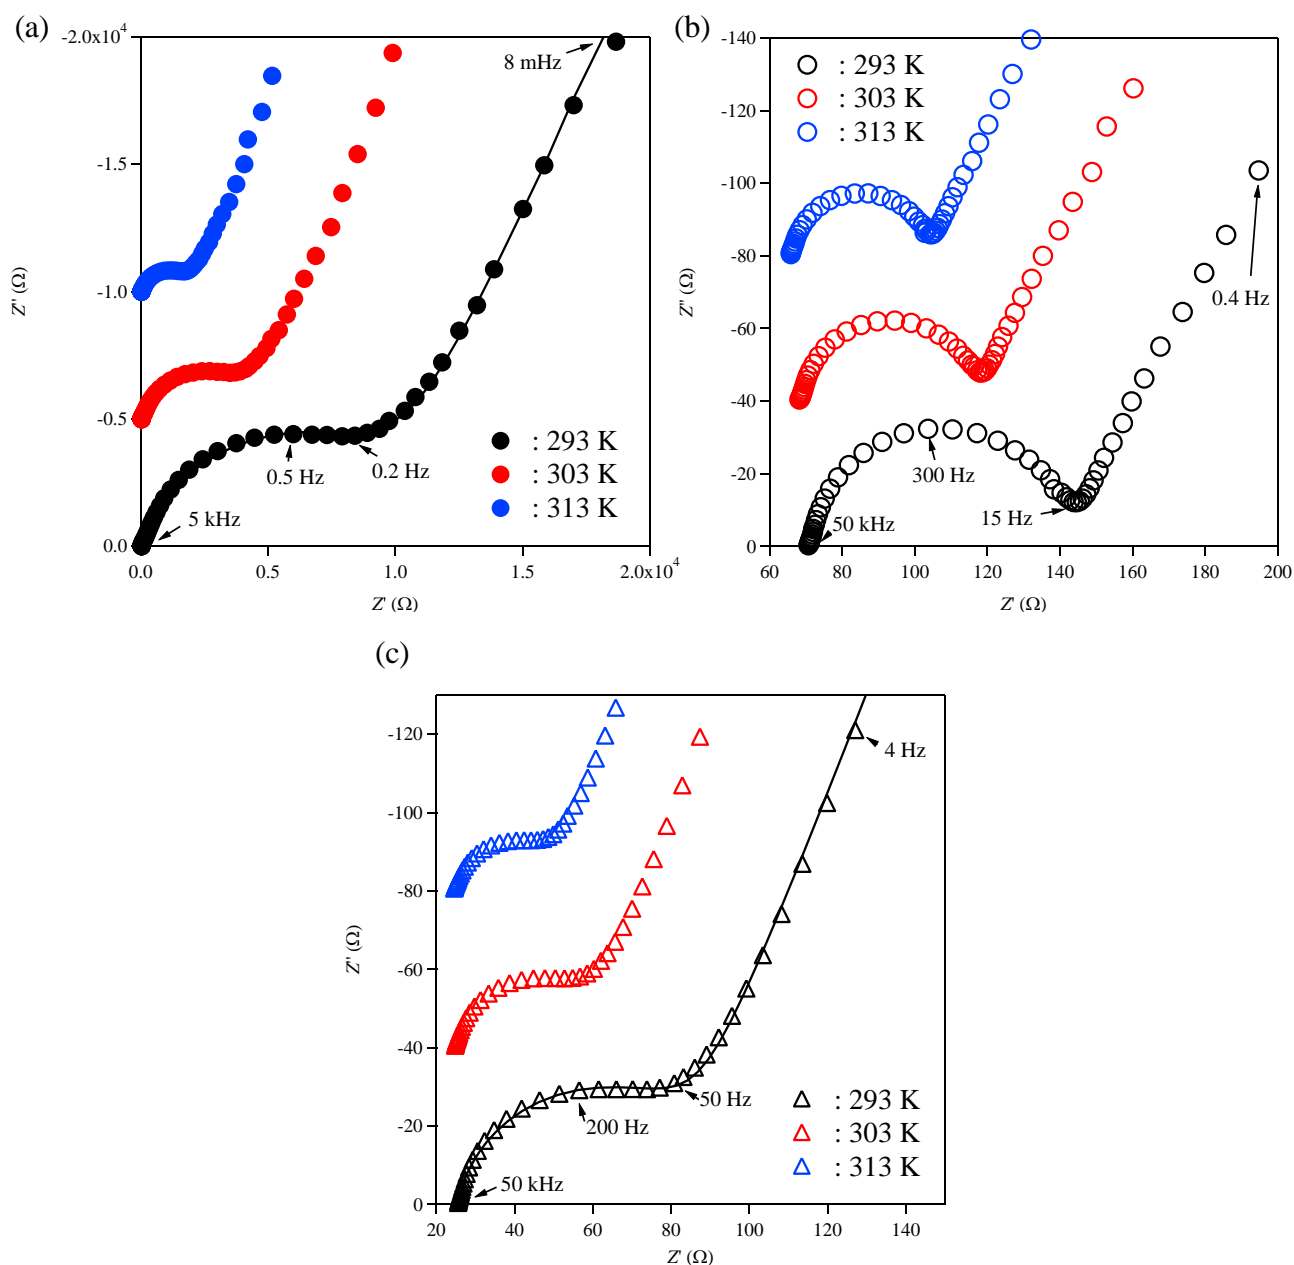 (a)
-2.0x10⁴
-1.5
-1.0
-0.5
0.0
Z'' (Ω)
8 mHz
0.5 Hz
0.2 Hz
5 kHz
: 293 K
: 303 K
: 313 K
0.0
0.5
1.0
1.5
2.0x10⁴
Z' (Ω)
(b)
-140
-120
-100
-80
-60
-40
-20
0
Z'' (Ω)
: 293 K
: 303 K
: 313 K
0.4 Hz
300 Hz
15 Hz
50 kHz
60
80
100
120
140
160
180
200
Z' (Ω)
(c)
-120
-100
-80
-60
-40
-20
0
Z'' (Ω)
4 Hz
50 Hz
200 Hz
50 kHz
: 293 K
: 303 K
: 313 K
20
40
60
80
100
120
140
Z' (Ω)